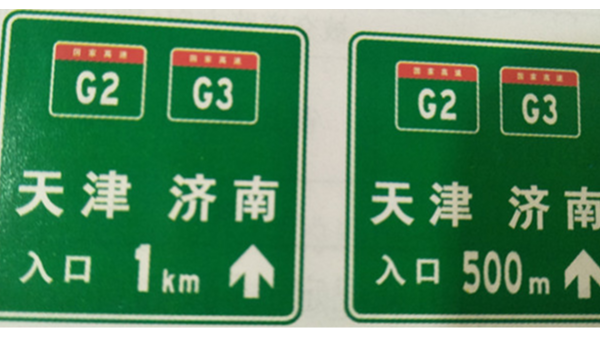 国家高速 国家高速
G2 G3
天津 济南
入口 1km
国家高速 国家高速
G2 G3
天津 济南
入口 500m